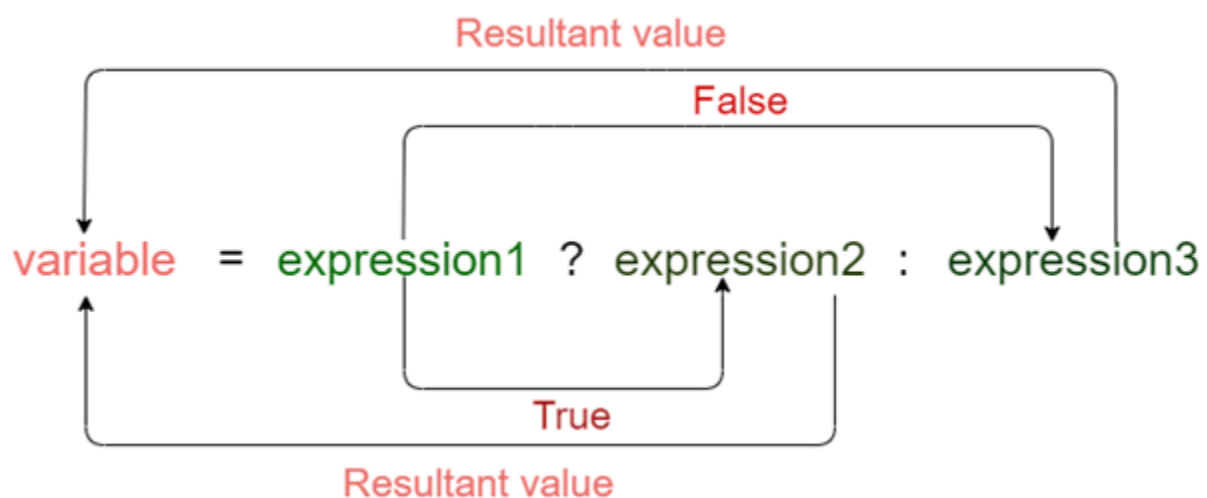 Resultant value
False
variable = expression1 ? expression2 : expression3
True
Resultant value